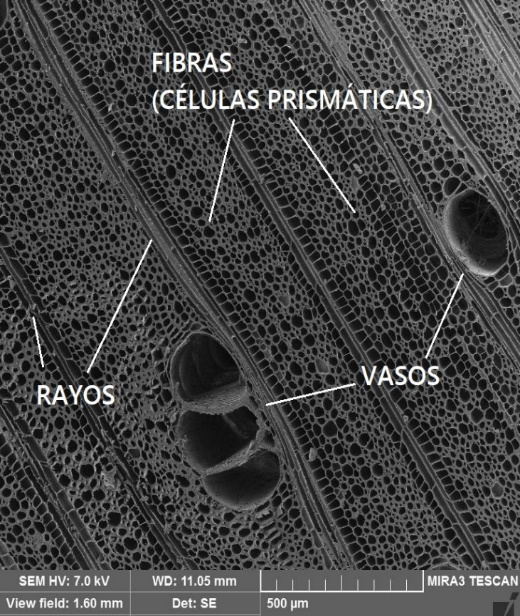 FIBRAS
(CÉLULAS PRISMÁTICAS)
VASOS
RAYOS
SEM HV: 7.0 kV WD: 11.05 mm MIRA3 TESCAN
View field: 1.60 mm Det: SE 500 µm